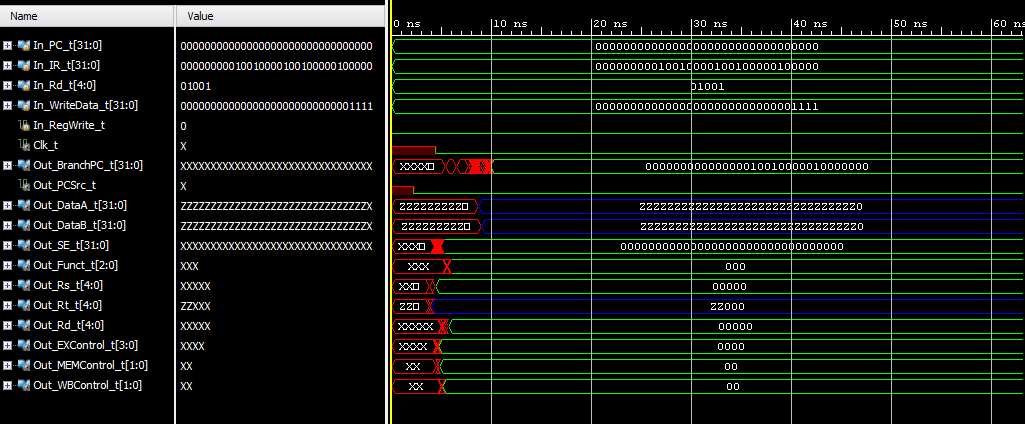 Name Value 0 ns 10 ns 20 ns 30 ns 40 ns 50 ns 60 ns
In_PC_t[31:0] 00000000000000000000000000000000 00000000000000000000000000000000
In_IR_t[31:0] 00000000010010000100100000100000 00000000010010000100100000100000
In_Rd_t[4:0] 01001 01001
In_WriteData_t[31:0] 00000000000000000000000000001111 00000000000000000000000000001111
In_RegWrite_t 0
Clk_t X
Out_BranchPC_t[31:0] XXXXXXXXXXXXXXXXXXXXXXXXXXXXXXXX XXXX 00000000000000010010000010000000
Out_PCSrc_t X
Out_DataA_t[31:0] ZZZZZZZZZZZZZZZZZZZZZZZZZZZZZZZX ZZZZZZZZZZ ZZZZZZZZZZZZZZZZZZZZZZZZZZZZZZZ0
Out_DataB_t[31:0] ZZZZZZZZZZZZZZZZZZZZZZZZZZZZZZZX ZZZZZZZZZZ ZZZZZZZZZZZZZZZZZZZZZZZZZZZZZZZ0
Out_SE_t[31:0] XXXXXXXXXXXXXXXXXXXXXXXXXXXXXXXX XXX 00000000000000000000000000000000
Out_Funct_t[2:0] XXX XXX 000
Out_Rs_t[4:0] XXXXX XX 00000
Out_Rt_t[4:0] ZZXXX ZZ ZZ000
Out_Rd_t[4:0] XXXXX XXXXX 00000
Out_EXControl_t[3:0] XXXX XXXX 0000
Out_MEMControl_t[1:0] XX XX 00
Out_WBControl_t[1:0] XX XX 00